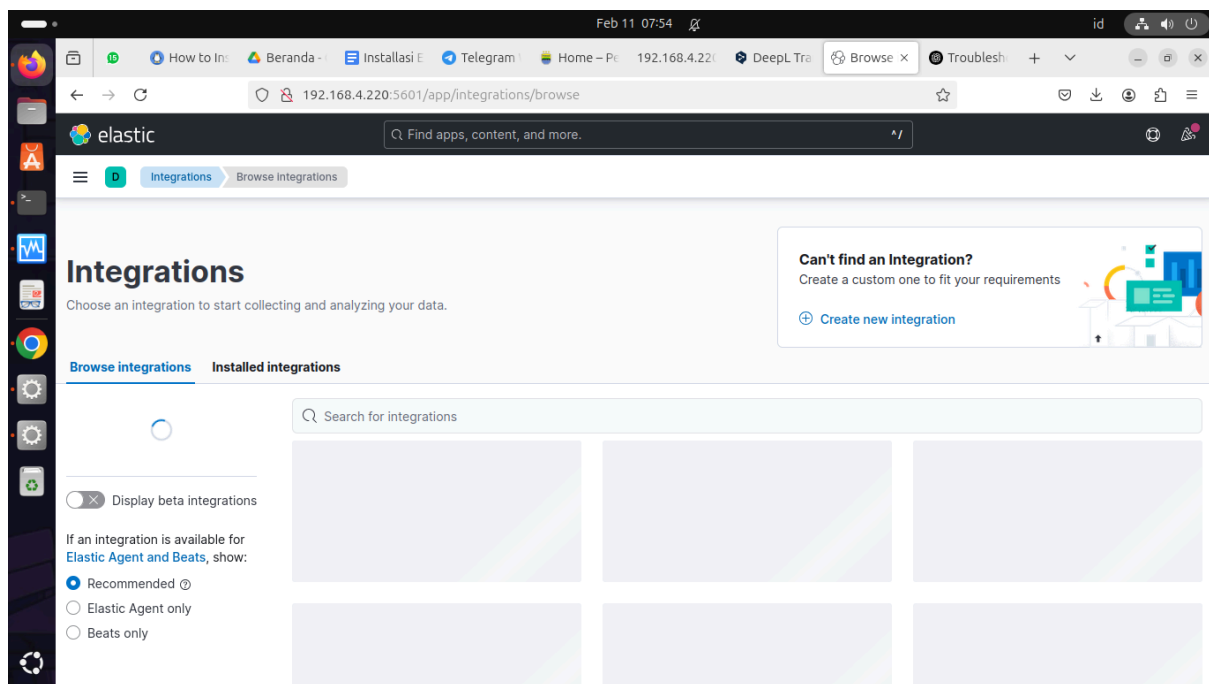 Feb 11 07:54
id
How to Ins
Beranda -
Installasi E
Telegram
Home – Pe
192.168.4.22
DeepL Tra
Browse
Troublesh
192.168.4.220:5601/app/integrations/browse
elastic
Find apps, content, and more.
^/
D
Integrations
Browse integrations
Integrations
Choose an integration to start collecting and analyzing your data.
Can't find an Integration?
Create a custom one to fit your requirements
Create new integration
Browse integrations
Installed integrations
Search for integrations
Display beta integrations
If an integration is available for
Elastic Agent and Beats, show:
Recommended
Elastic Agent only
Beats only